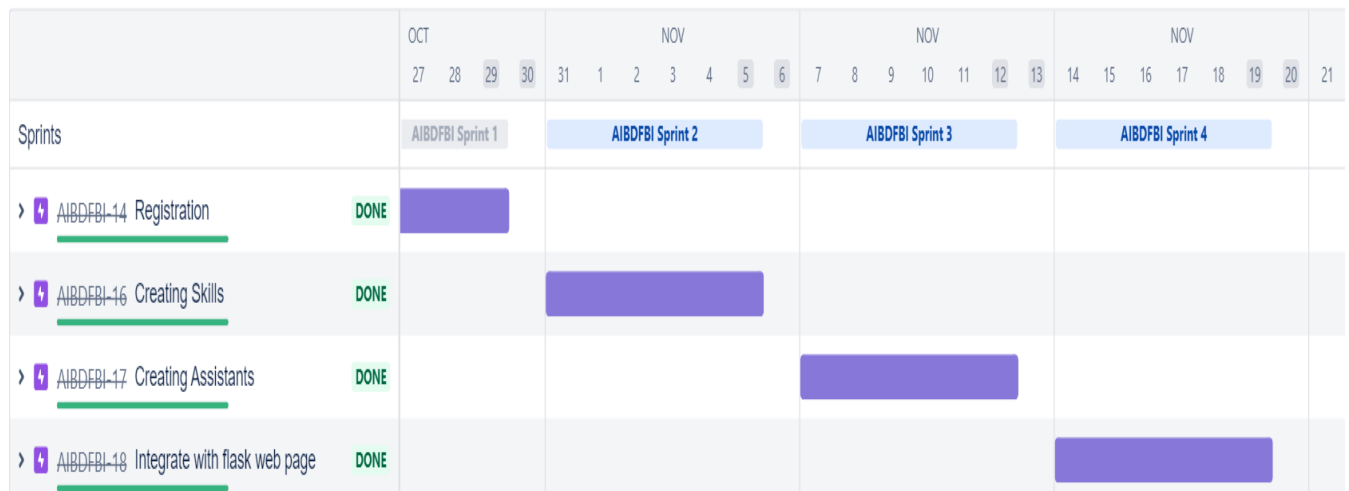 OCT NOV NOV NOV
27 28 29 30 31 1 2 3 4 5 6 7 8 9 10 11 12 13 14 15 16 17 18 19 20 21
Sprints AIBDFBI Sprint 1 AIBDFBI Sprint 2 AIBDFBI Sprint 3 AIBDFBI Sprint 4
AIBDFBI-14 Registration DONE
AIBDFBI-16 Creating Skills DONE
AIBDFBI-17 Creating Assistants DONE
AIBDFBI-18 Integrate with flask web page DONE